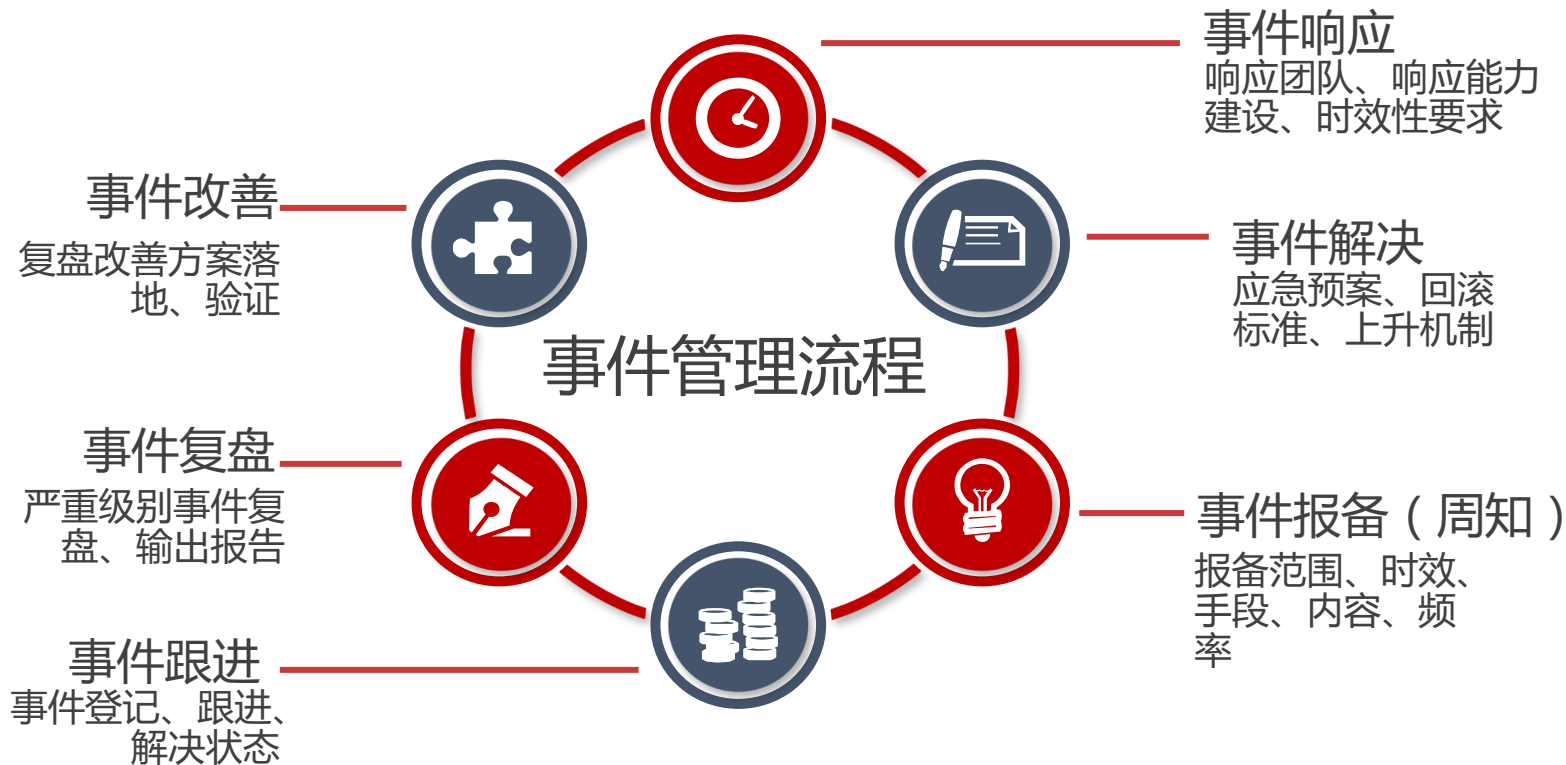 事件响应
响应团队、响应能力
建设、时效性要求
事件解决
应急预案、回滚
标准、上升机制
事件报备（周知）
报备范围、时效、
手段、内容、频
率
事件跟进
事件登记、跟进、
解决状态
事件复盘
严重级别事件复
盘、输出报告
事件改善
复盘改善方案落
地、验证
事件管理流程